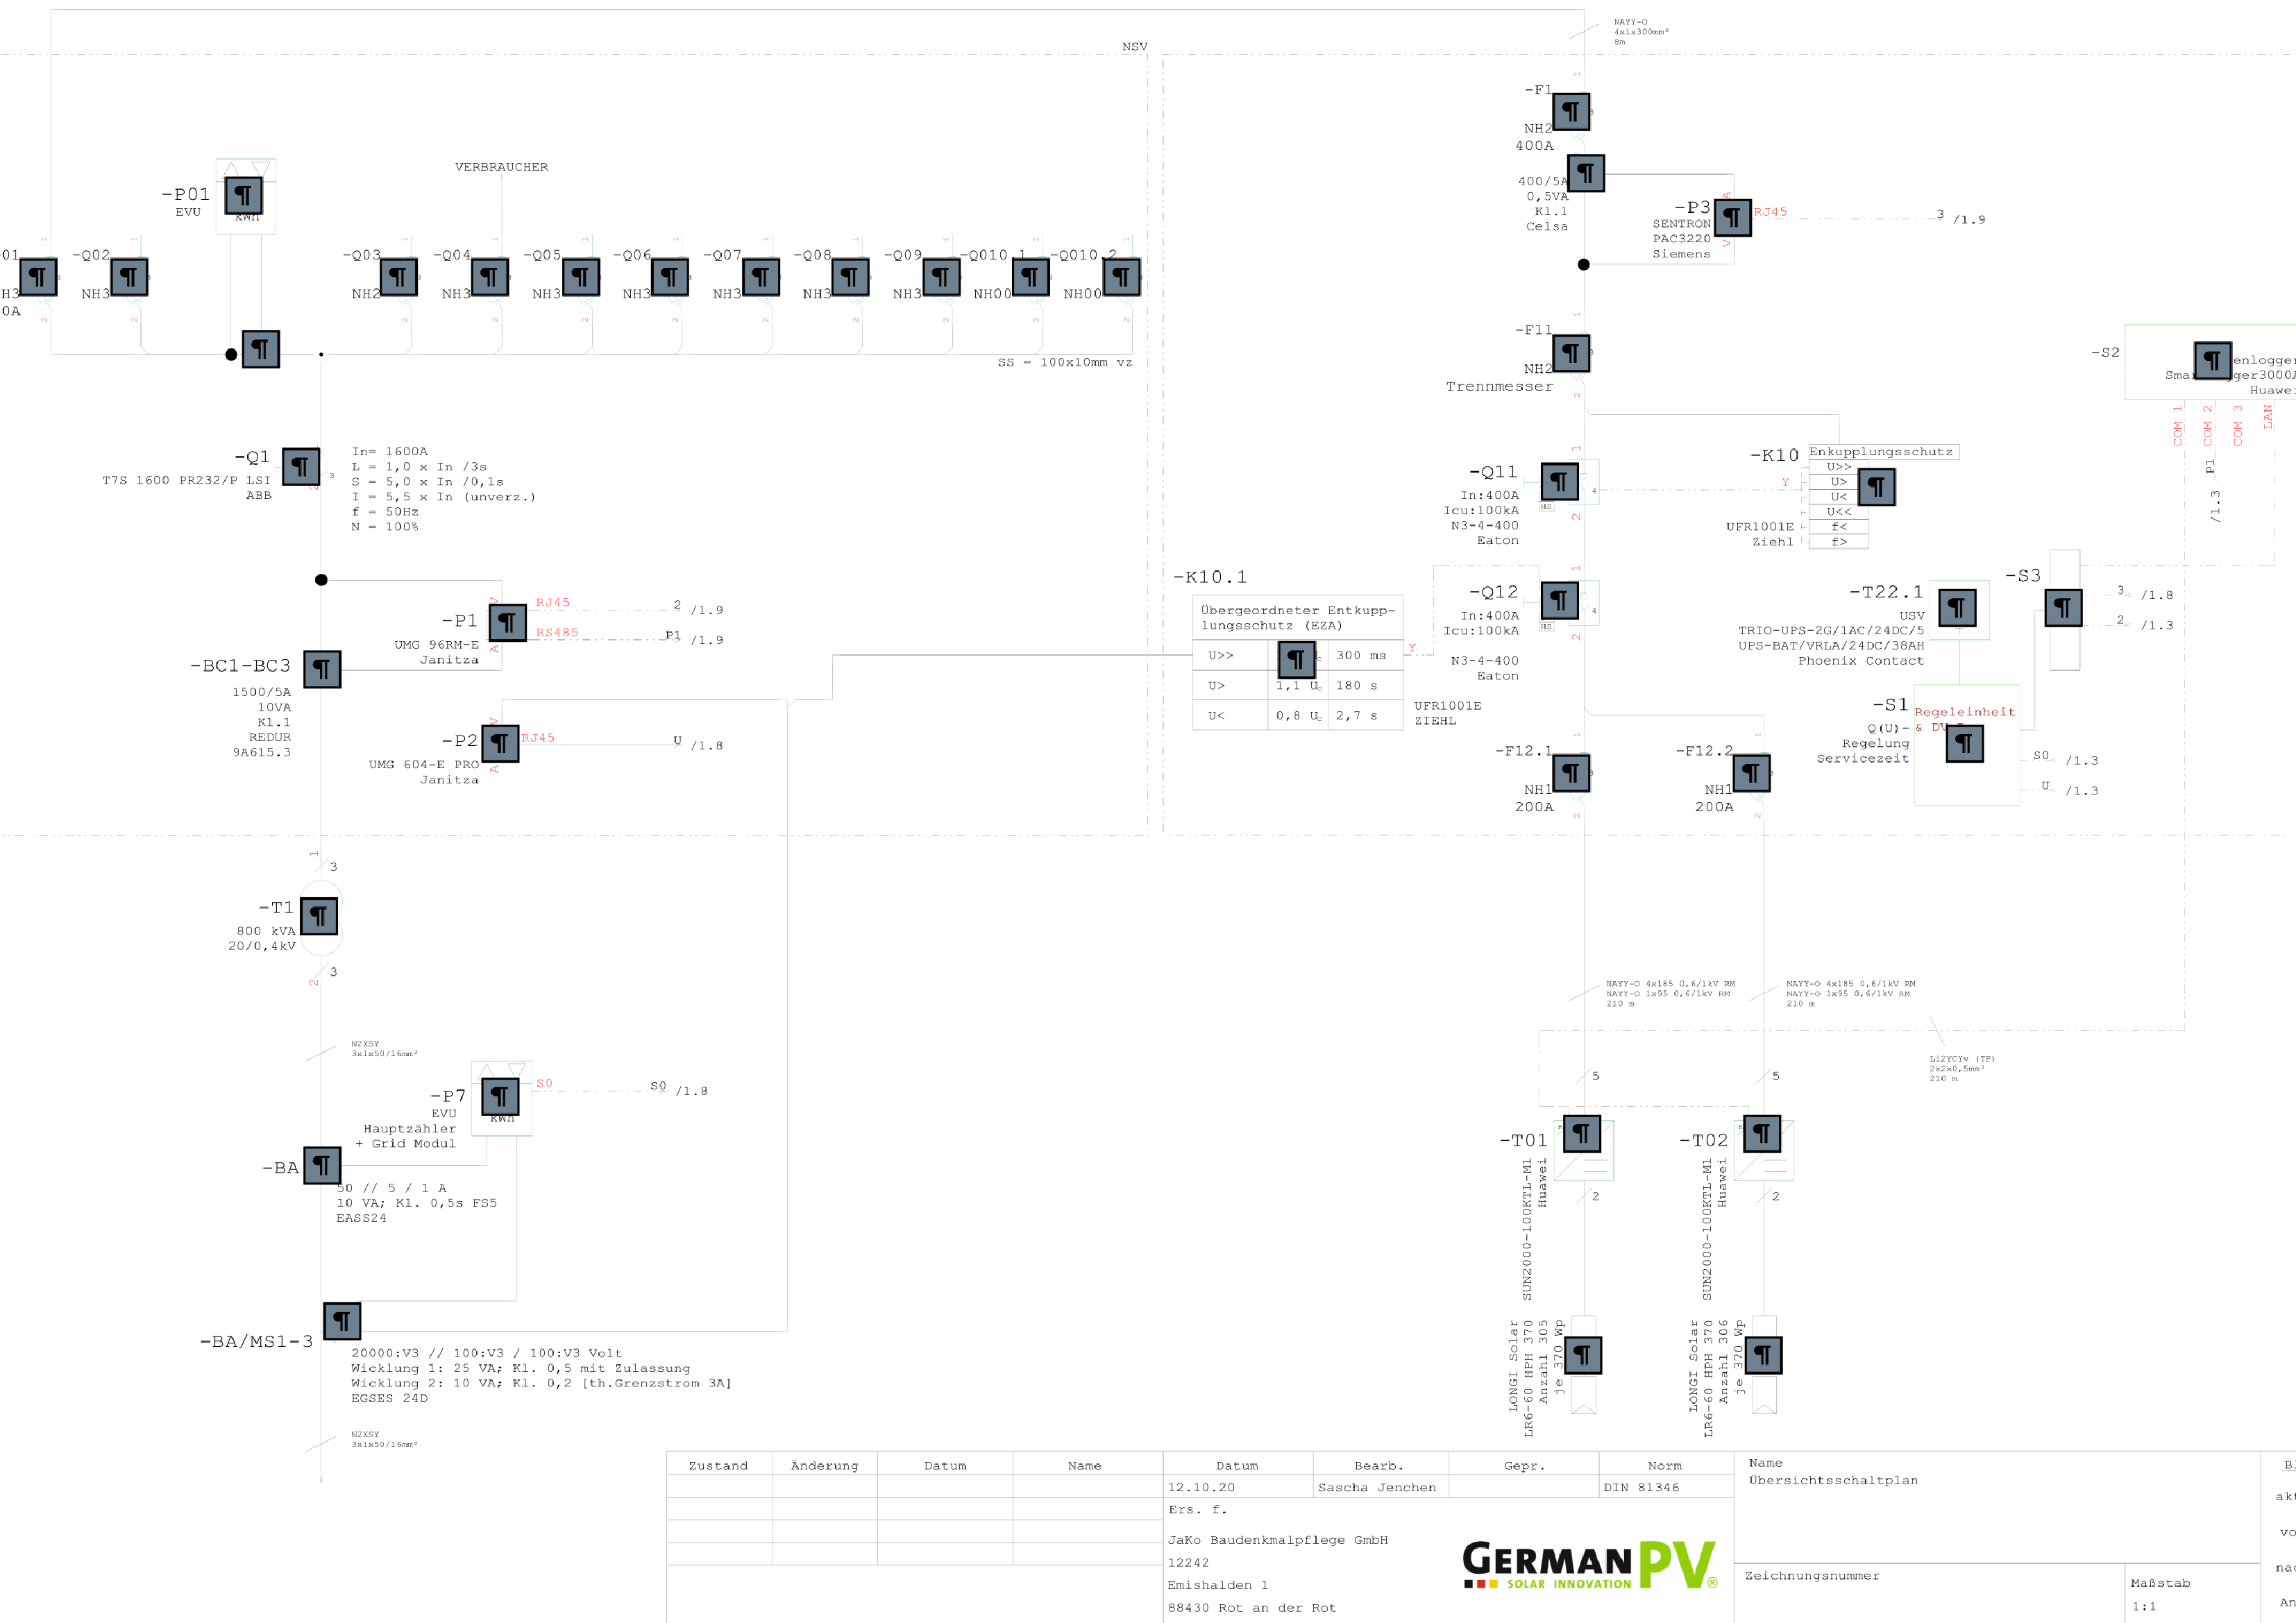 NAYY-O
4x1x300mm²
8m
NSV
-F1
NH2
400A
400/5A
0,5VA
Kl.1
Celsa
-P3
SENTRON
PAC3220
Siemens
A
V
RJ45
3 /1.9
VERBRAUCHER
-P01
EVU
kWh
-Q02
NH3
-Q03
NH2
-Q04
NH3
-Q05
NH3
-Q06
NH3
-Q07
NH3
-Q08
NH3
-Q09
NH3
-Q010.1
NH00
-Q010.2
NH00
SS = 100x10mm vz
-F11
NH2
Trennmesser
-S2
Huawei
COM 1
COM 2
COM 3
LAN
P1
/1.3
-Q1
T7S 1600 PR232/P LSI
ABB
In= 1600A
L = 1,0 x In /3s
S = 5,0 x In /0,1s
I = 5,5 x In (unverz.)
f = 50Hz
N = 100%
-Q11
In:400A
Icu:100kA
N3-4-400
Eaton
HS
-K10
Enkupplungsschutz
U>>
U>
U<
U<<
f<
f>
Y
UFR1001E
Ziehl
-Q12
In:400A
Icu:100kA
N3-4-400
Eaton
HS
-K10.1
Übergeordneter Entkupp-
lungsschutz (EZA)
U>> 300 ms
U> 1,1 Uc 180 s
U< 0,8 Uc 2,7 s
Y
UFR1001E
ZIEHL
-P1
UMG 96RM-E
Janitza
V
A
RJ45
2 /1.9
RS485
P1 /1.9
-BC1-BC3
1500/5A
10VA
Kl.1
REDUR
9A615.3
-P2
UMG 604-E PRO
Janitza
V
A
RJ45
U /1.8
-T22.1
USV
TRIO-UPS-2G/1AC/24DC/5
UPS-BAT/VRLA/24DC/38AH
Phoenix Contact
-S3
3 /1.8
2 /1.3
-S1
Q(U)-
Regelung
Servicezeit
Regeleinheit
S0 /1.3
U /1.3
-F12.1
NH1
200A
-F12.2
NH1
200A
1
3
-T1
800 kVA
20/0,4kV
3
2
NAYY-O 4x185 0,6/1kV RM
NAYY-O 1x95 0,6/1kV RM
210 m
NAYY-O 4x185 0,6/1kV RM
NAYY-O 1x95 0,6/1kV RM
210 m
Li2YCYv (TP)
2x2x0,5mm²
210 m
N2XSY
3x1x50/16mm²
-P7
EVU
Hauptzähler
+ Grid Modul
kWh
S0
S0 /1.8
-BA
50 // 5 / 1 A
10 VA; Kl. 0,5s FS5
EASS24
5
5
-T01
SUN2000-100KTL-M1
Huawei
2
-T02
SUN2000-100KTL-M1
Huawei
2
LONGI Solar
LR6-60 HPH 370
Anzahl 305
je 370 Wp
LONGI Solar
LR6-60 HPH 370
Anzahl 306
je 370 Wp
-BA/MS1-3
20000:V3 // 100:V3 / 100:V3 Volt
Wicklung 1: 25 VA; Kl. 0,5 mit Zulassung
Wicklung 2: 10 VA; Kl. 0,2 [th.Grenzstrom 3A]
EGSES 24D
N2XSY
3x1x50/16mm²
Zustand Änderung Datum Name Datum Bearb. Gepr. Norm
12.10.20 Sascha Jenchen DIN 81346
Ers. f.
JaKo Baudenkmalpflege GmbH
12242
Emishalden 1
88430 Rot an der Rot
GERMANPV®
SOLAR INNOVATION
Name
Übersichtsschaltplan
Zeichnungsnummer
Maßstab
1:1